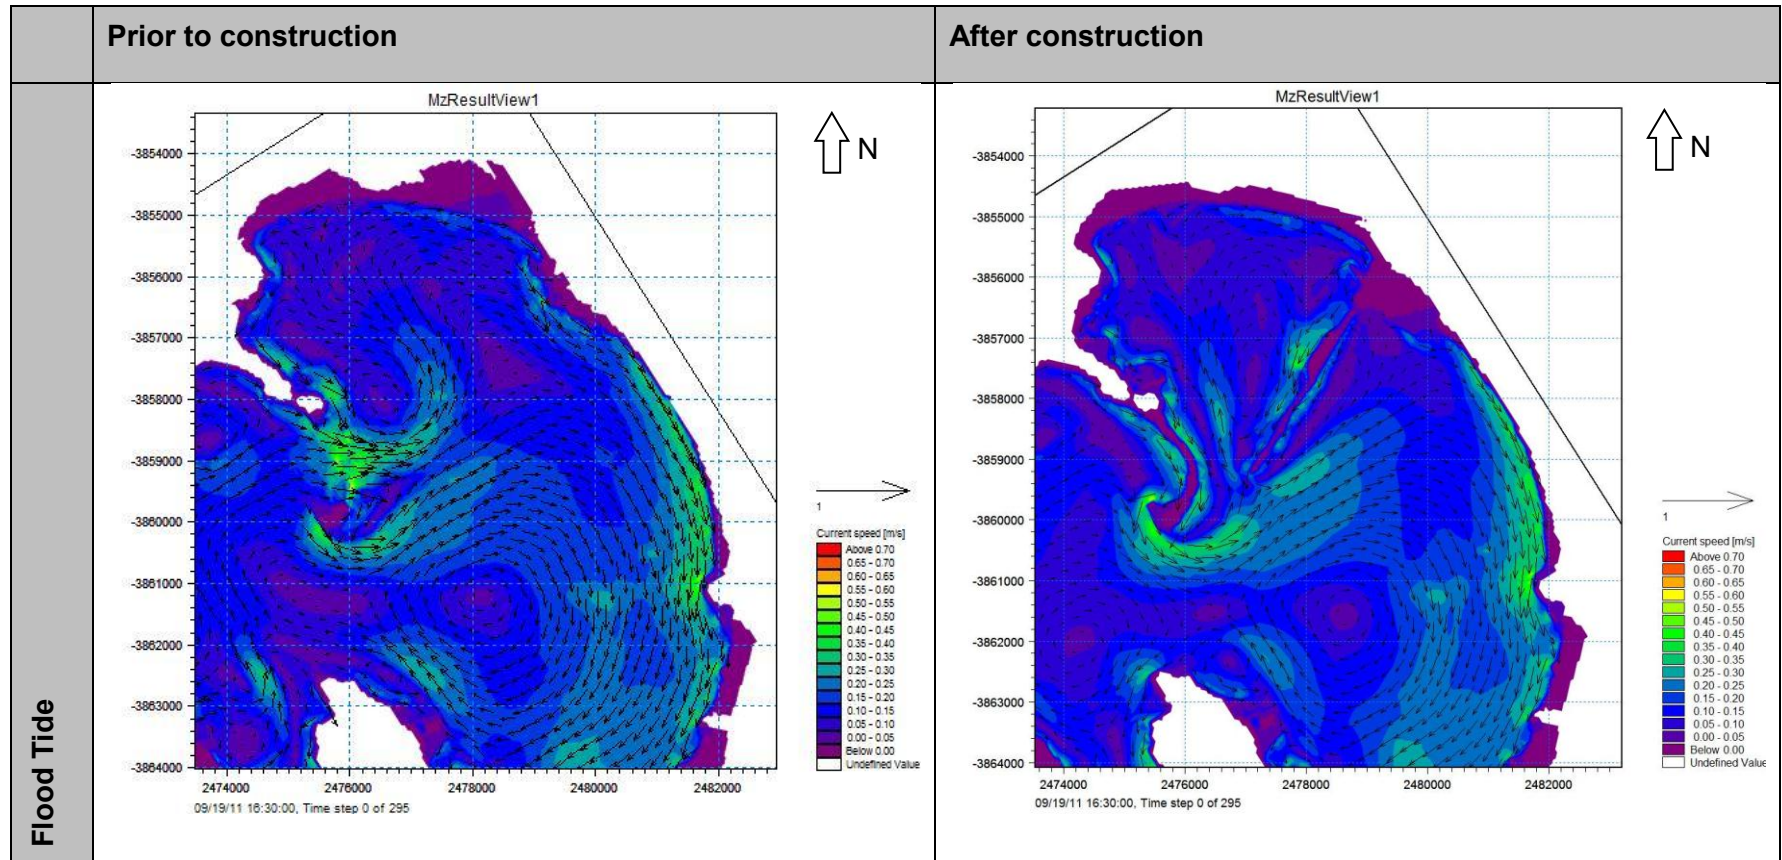 Prior to construction
After construction
Flood Tide
MzResultView1
N
-3854000
-3855000
-3856000
-3857000
-3858000
-3859000
-3860000
-3861000
-3862000
-3863000
-3864000
2474000 2476000 2478000 2480000 2482000
09/19/11 16:30:00, Time step 0 of 295
1
Current speed [m/s]
Above 0.70
0.65 - 0.70
0.60 - 0.65
0.55 - 0.60
0.50 - 0.55
0.45 - 0.50
0.40 - 0.45
0.35 - 0.40
0.30 - 0.35
0.25 - 0.30
0.20 - 0.25
0.15 - 0.20
0.10 - 0.15
0.05 - 0.10
0.00 - 0.05
Below 0.00
Undefined Value
MzResultView1
N
-3854000
-3855000
-3856000
-3857000
-3858000
-3859000
-3860000
-3861000
-3862000
-3863000
-3864000
2474000 2476000 2478000 2480000 2482000
09/19/11 16:30:00, Time step 0 of 295
1
Current speed [m/s]
Above 0.70
0.65 - 0.70
0.60 - 0.65
0.55 - 0.60
0.50 - 0.55
0.45 - 0.50
0.40 - 0.45
0.35 - 0.40
0.30 - 0.35
0.25 - 0.30
0.20 - 0.25
0.15 - 0.20
0.10 - 0.15
0.05 - 0.10
0.00 - 0.05
Below 0.00
Undefined Value